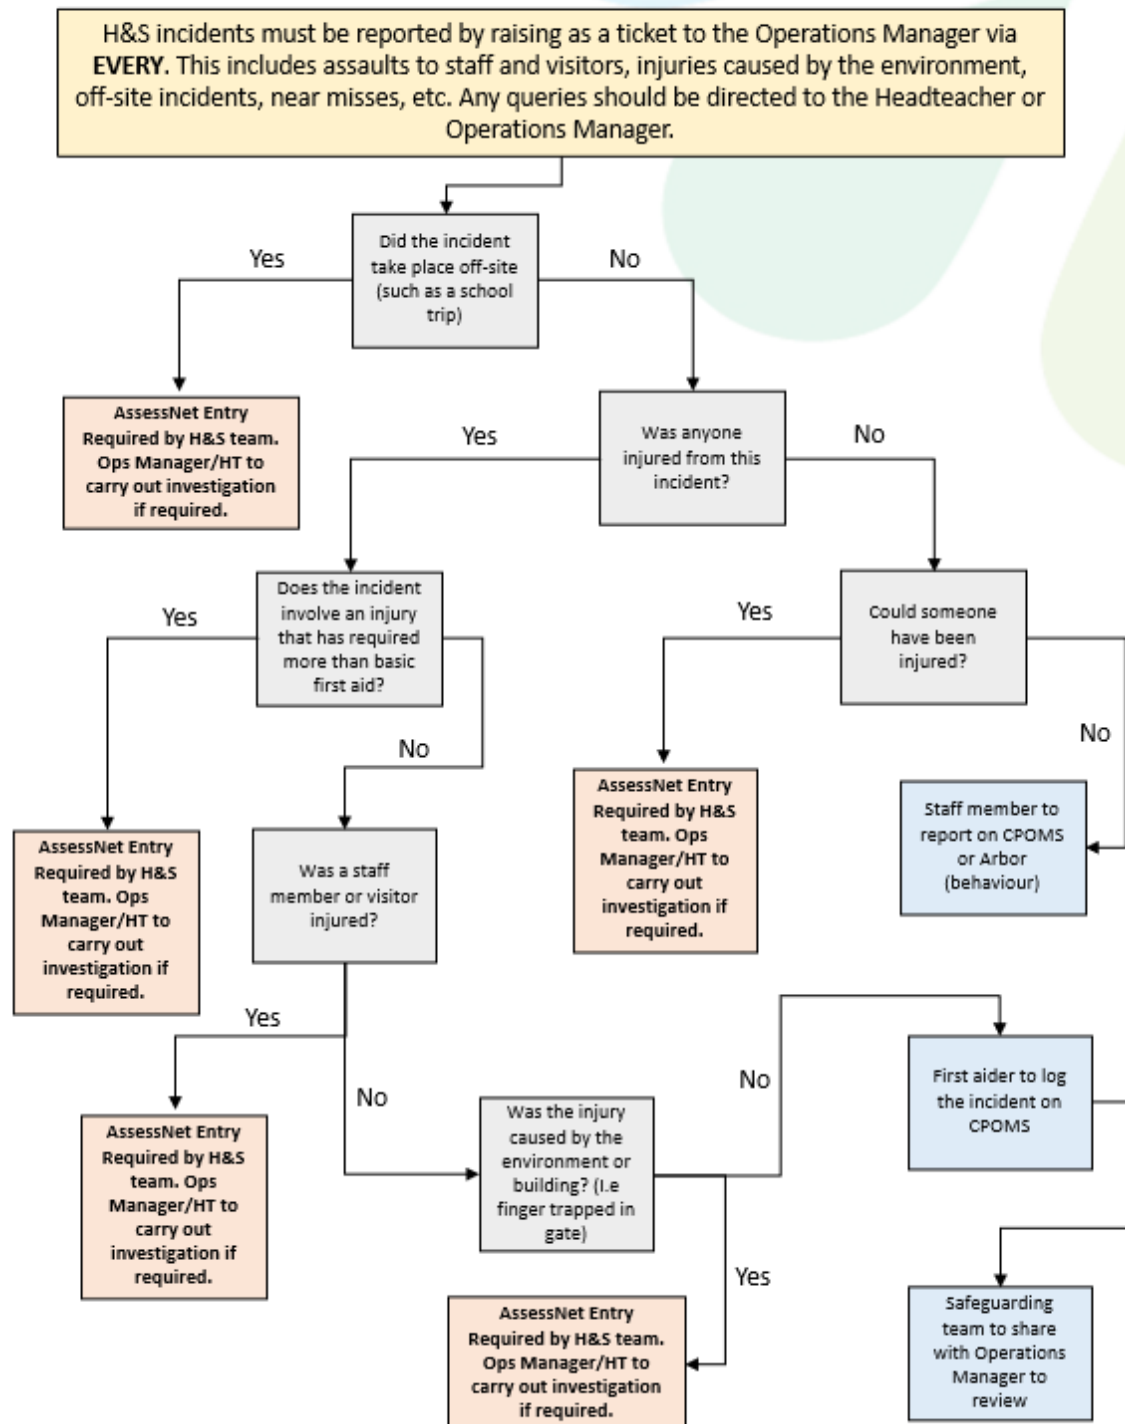 H&S incidents must be reported by raising as a ticket to the Operations Manager via
EVERY. This includes assaults to staff and visitors, injuries caused by the environment,
off-site incidents, near misses, etc. Any queries should be directed to the Headteacher or
Operations Manager.
Did the incident
take place off-site
(such as a school
trip)
Yes
No
AssessNet Entry
Required by H&S team.
Ops Manager/HT to
carry out investigation
if required.
Was anyone
injured from this
incident?
Yes
No
Does the incident
involve an injury
that has required
more than basic
first aid?
Yes
No
Could someone
have been
injured?
Yes
No
AssessNet Entry
Required by H&S
team. Ops
Manager/HT to
carry out
investigation if
required.
Staff member to
report on CPOMS
or Arbor
(behaviour)
AssessNet Entry
Required by H&S
team. Ops
Manager/HT to
carry out
investigation if
required.
Was a staff
member or visitor
injured?
Yes
No
AssessNet Entry
Required by H&S
team. Ops
Manager/HT to
carry out
investigation if
required.
Was the injury
caused by the
environment or
building? (I.e
finger trapped in
gate)
No
Yes
First aider to log
the incident on
CPOMS
AssessNet Entry
Required by H&S team.
Ops Manager/HT to
carry out investigation
if required.
Safeguarding
team to share
with Operations
Manager to
review